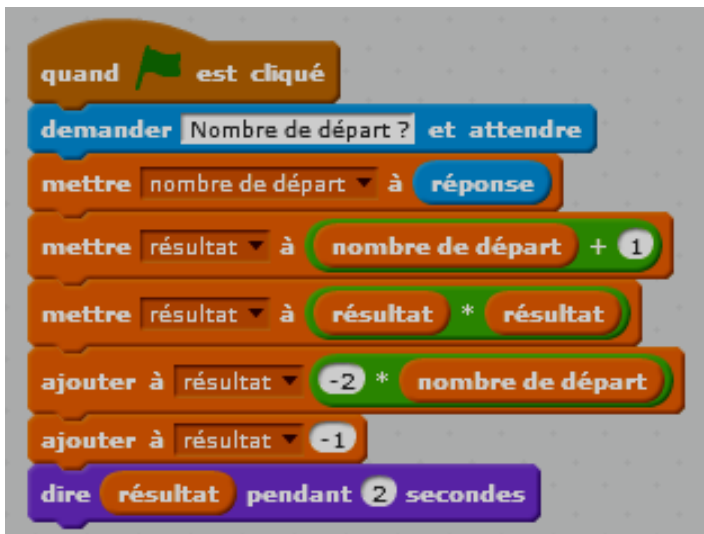 quand est cliqué
demander Nombre de départ ? et attendre
mettre nombre de départ à réponse
mettre résultat à nombre de départ + 1
mettre résultat à résultat * résultat
ajouter à résultat -2 * nombre de départ
ajouter à résultat -1
dire résultat pendant 2 secondes